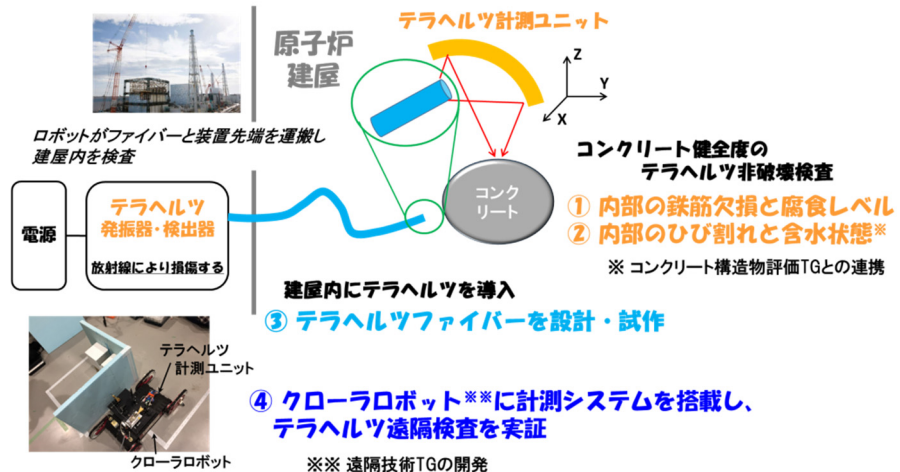 テラヘルツ計測ユニット
原子炉
建屋
Z
Y
X
ロボットがファイバーと装置先端を運搬し
建屋内を検査
コンクリート健全度の
テラヘルツ非破壊検査
コンク
リート
電源
テラヘルツ
発振器・検出器
放射線により損傷する
① 内部の鉄筋欠損と腐食レベル
② 内部のひび割れと含水状態※
※ コンクリート構造物評価TGとの連携
建屋内にテラヘルツを導入
③ テラヘルツファイバーを設計・試作
テラヘルツ
計測ユニット
クローラロボット
④ クローラロボット※※に計測システムを搭載し、
テラヘルツ遠隔検査を実証
※※ 遠隔技術TGの開発